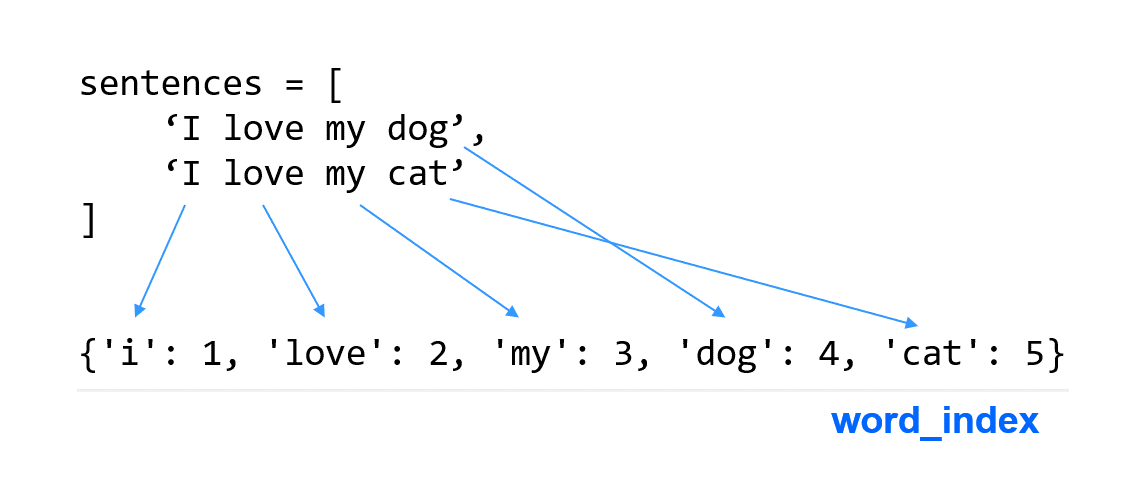 sentences = [
‘I love my dog’,
‘I love my cat’
]
{'i': 1, 'love': 2, 'my': 3, 'dog': 4, 'cat': 5}
word_index